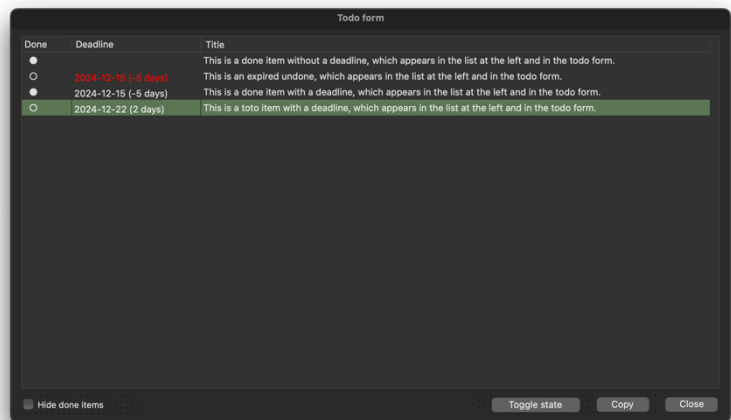 Todo form
Done Deadline Title
This is a done item without a deadline, which appears in the list at the left and in the todo form.
2024-12-15 (-5 days) This is an expired undone, which appears in the list at the left and in the todo form.
2024-12-15 (-5 days) This is a done item with a deadline, which appears in the list at the left and in the todo form.
2024-12-22 (2 days) This is a toto item with a deadline, which appears in the list at the left and in the todo form.
Hide done items Toggle state Copy Close